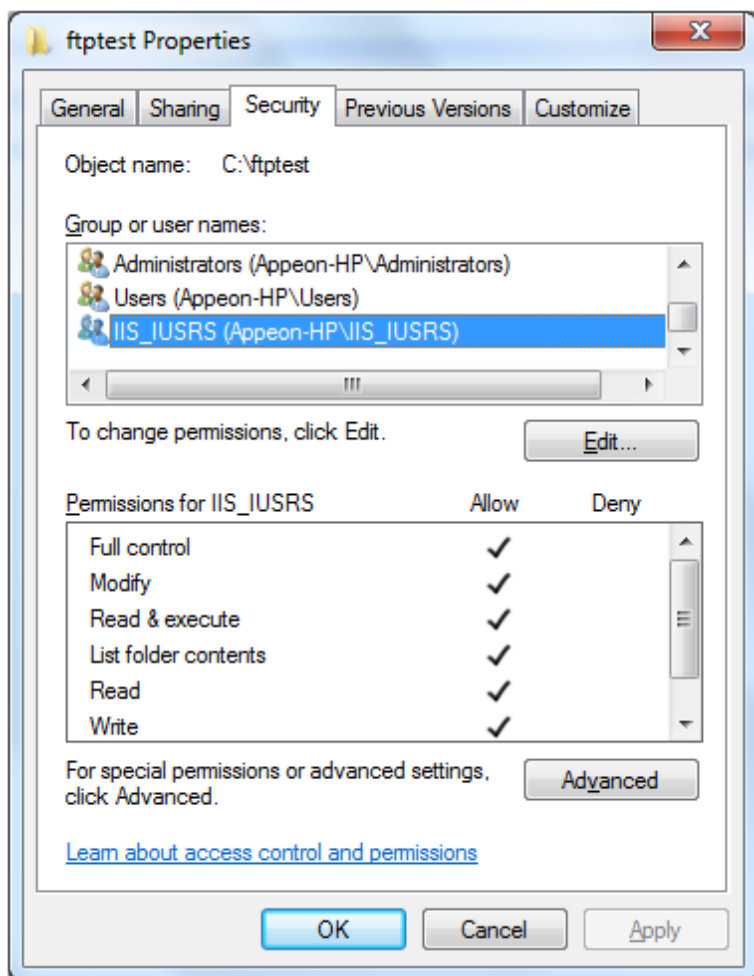 ftptest Properties
General Sharing Security Previous Versions Customize
Object name: C:\ftptest
Group or user names:
Administrators (Appeon-HP\Administrators)
Users (Appeon-HP\Users)
IIS_IUSRS (Appeon-HP\IIS_IUSRS)
To change permissions, click Edit.
Edit...
Permissions for IIS_IUSRS Allow Deny
Full control
Modify
Read & execute
List folder contents
Read
Write
For special permissions or advanced settings,
click Advanced.
Advanced
Learn about access control and permissions
OK Cancel Apply